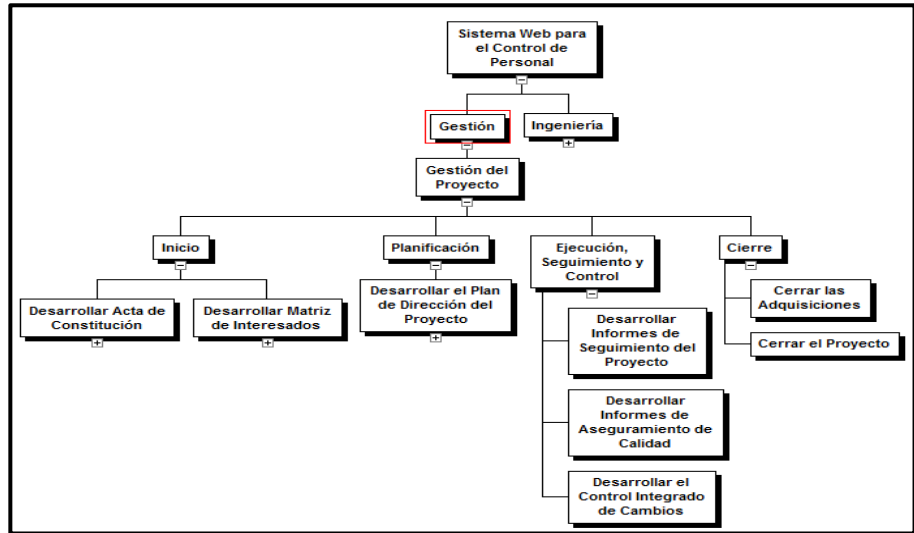 Sistema Web para
el Control de
Personal
Gestión
Ingeniería
Gestión del
Proyecto
Inicio
Planificación
Ejecución,
Seguimiento y
Control
Cierre
Desarrollar Acta de
Constitución
Desarrollar Matriz
de Interesados
Desarrollar el Plan
de Dirección del
Proyecto
Desarrollar
Informes de
Seguimiento del
Proyecto
Desarrollar
Informes de
Aseguramiento de
Calidad
Desarrollar el
Control Integrado
de Cambios
Cerrar las
Adquisiciones
Cerrar el Proyecto